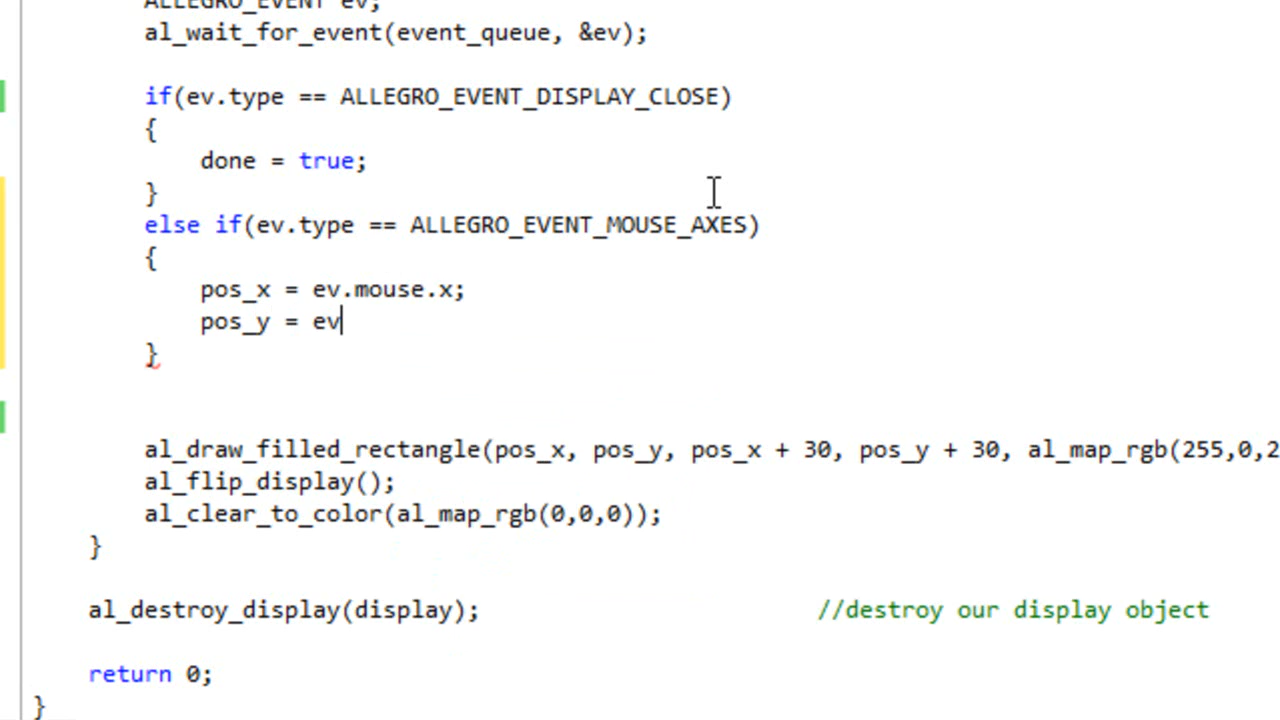 ALLEGRO_EVENT ev;
al_wait_for_event(event_queue, &ev);
if(ev.type == ALLEGRO_EVENT_DISPLAY_CLOSE)
{
done = true;
}
else if(ev.type == ALLEGRO_EVENT_MOUSE_AXES)
{
pos_x = ev.mouse.x;
pos_y = ev
}
al_draw_filled_rectangle(pos_x, pos_y, pos_x + 30, pos_y + 30, al_map_rgb(255,0,2
al_flip_display();
al_clear_to_color(al_map_rgb(0,0,0));
}
al_destroy_display(display); //destroy our display object
return 0;
}